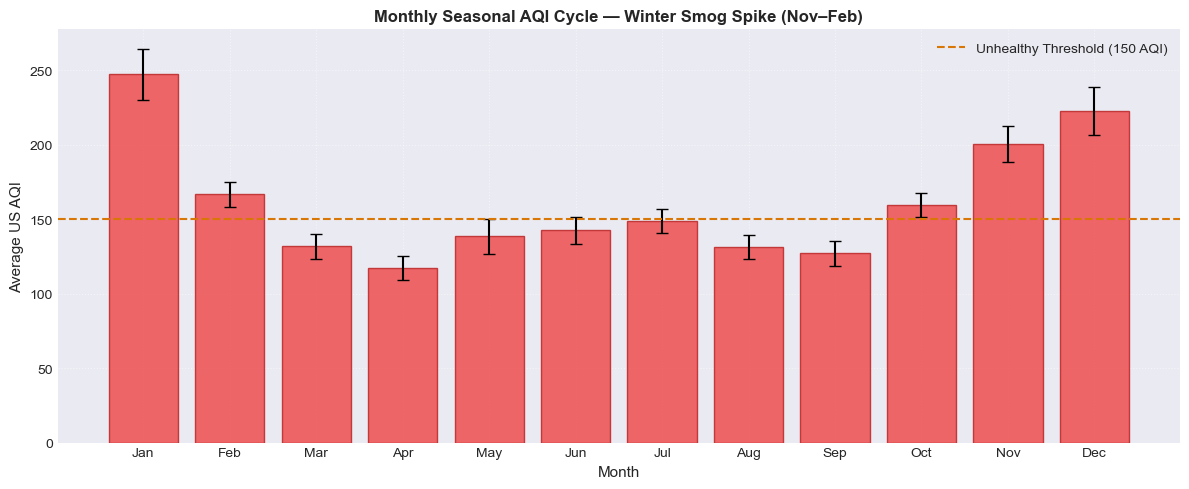 Monthly Seasonal AQI Cycle — Winter Smog Spike (Nov–Feb)
Unhealthy Threshold (150 AQI)
Average US AQI
250
200
150
100
50
0
Jan Feb Mar Apr May Jun Jul Aug Sep Oct Nov Dec
Month